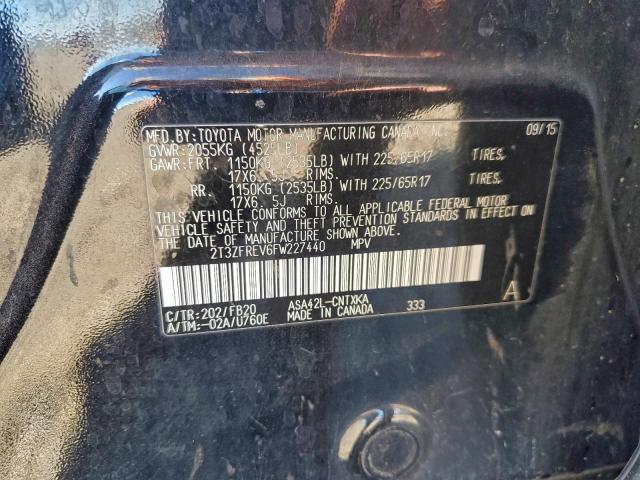 MFD.BY:TOYOTA MOTOR MANUFACTURING CANADA INC. 09/15
GVWR:2055KG (4525LB)
GAWR:FRT. 1150KG (2535LB) WITH 225/65R17 TIRES.
17X6. 5J RIMS.
RR. 1150KG (2535LB) WITH 225/65R17 TIRES.
17X6. 5J RIMS.
THIS VEHICLE CONFORMS TO ALL APPLICABLE FEDERAL MOTOR
VEHICLE SAFETY AND THEFT PREVENTION STANDARDS IN EFFECT ON
THE DATE OF MANUFACTURE SHOWN ABOVE.
2T3ZFREV6FW227440 MPV
C/TR:202/FB20 ASA42L-CNTXKA 333 A
A/TM:-02A/U760E MADE IN CANADA